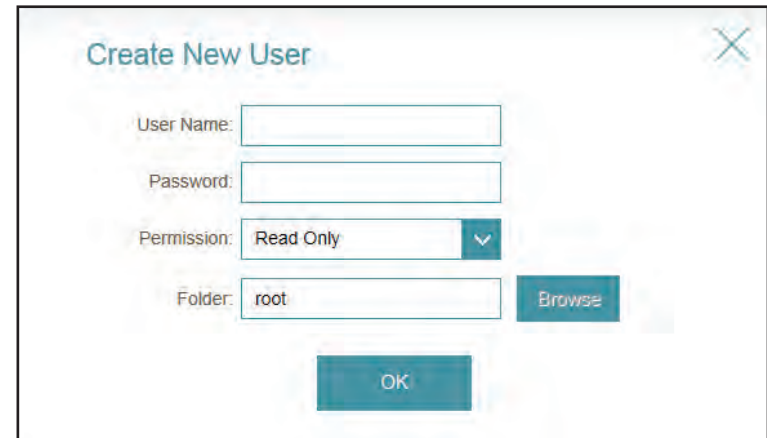 Create New User
User Name:
Password:
Permission: Read Only
Folder: root Browse
OK